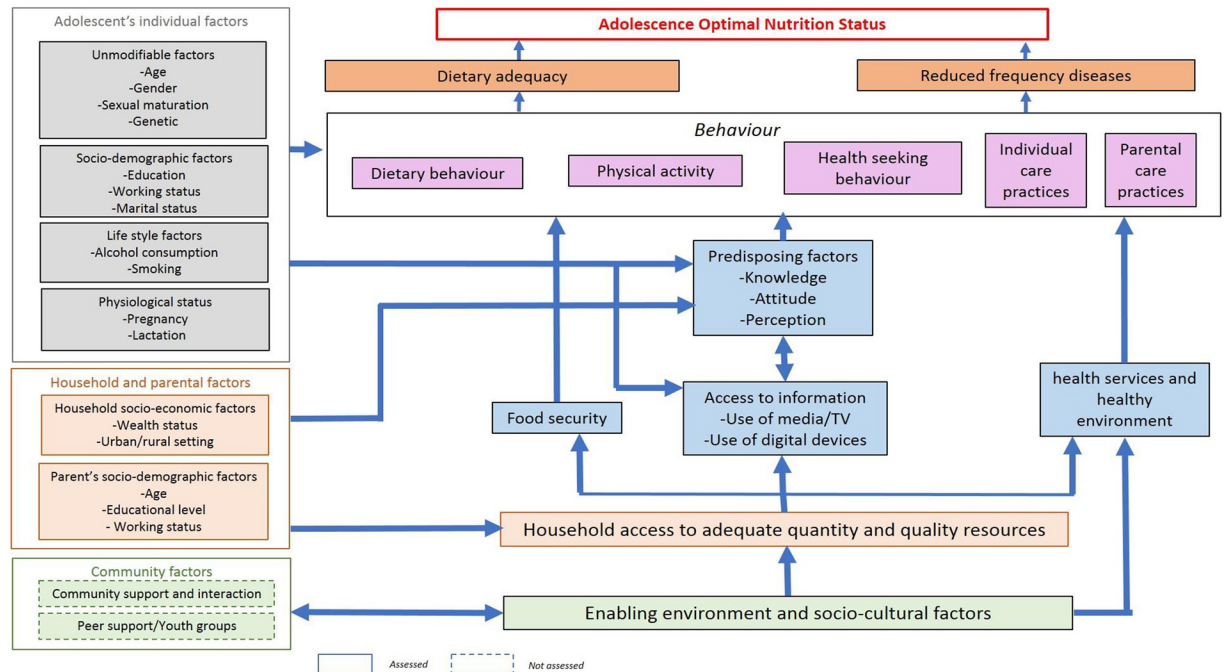 Adolescent's individual factors
Unmodifiable factors
-Age
-Gender
-Sexual maturation
-Genetic
Socio-demographic factors
-Education
-Working status
-Marital status
Life style factors
-Alcohol consumption
-Smoking
Physiological status
-Pregnancy
-Lactation
Household and parental factors
Household socio-economic factors
-Wealth status
-Urban/rural setting
Parent's socio-demographic factors
-Age
-Educational level
- Working status
Community factors
Community support and interaction
Peer support/Youth groups
Adolescence Optimal Nutrition Status
Dietary adequacy
Reduced frequency diseases
Behaviour
Dietary behaviour
Physical activity
Health seeking
behaviour
Individual
care
practices
Parental
care
practices
Predisposing factors
-Knowledge
-Attitude
-Perception
Food security
Access to information
-Use of media/TV
-Use of digital devices
health services and
healthy
environment
Household access to adequate quantity and quality resources
Enabling environment and socio-cultural factors
Assessed
Not assessed